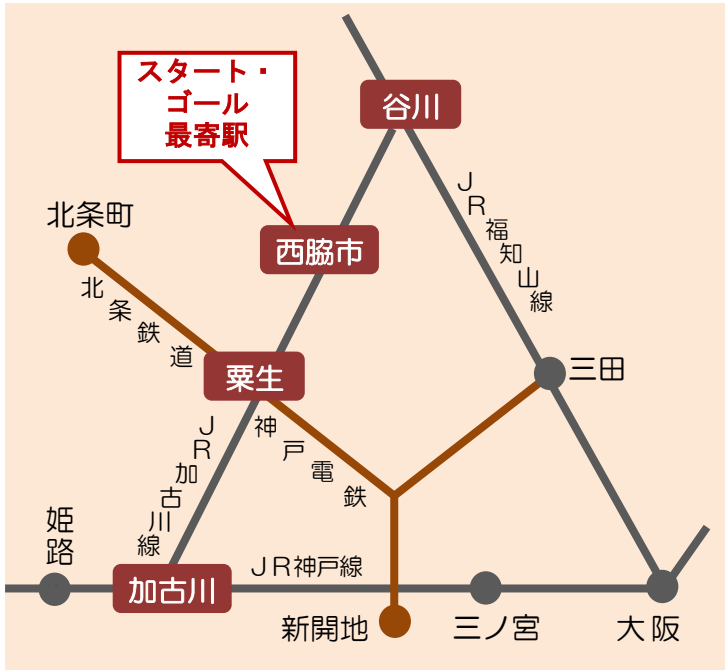 スタート・
ゴール
最寄駅
谷川
北条町
JR福知山線
西脇市
北条鉄道
粟生
三田
神戸電鉄
JR加古川線
姫路
JR神戸線
加古川
新開地
三ノ宮
大阪